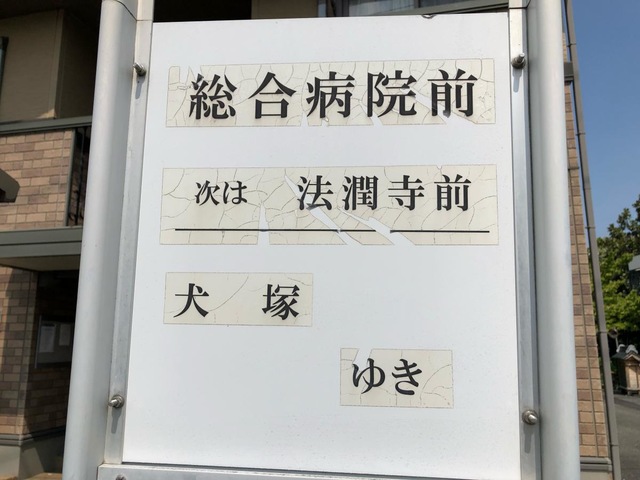 総合病院前
次は 法潤寺前
犬塚
ゆき